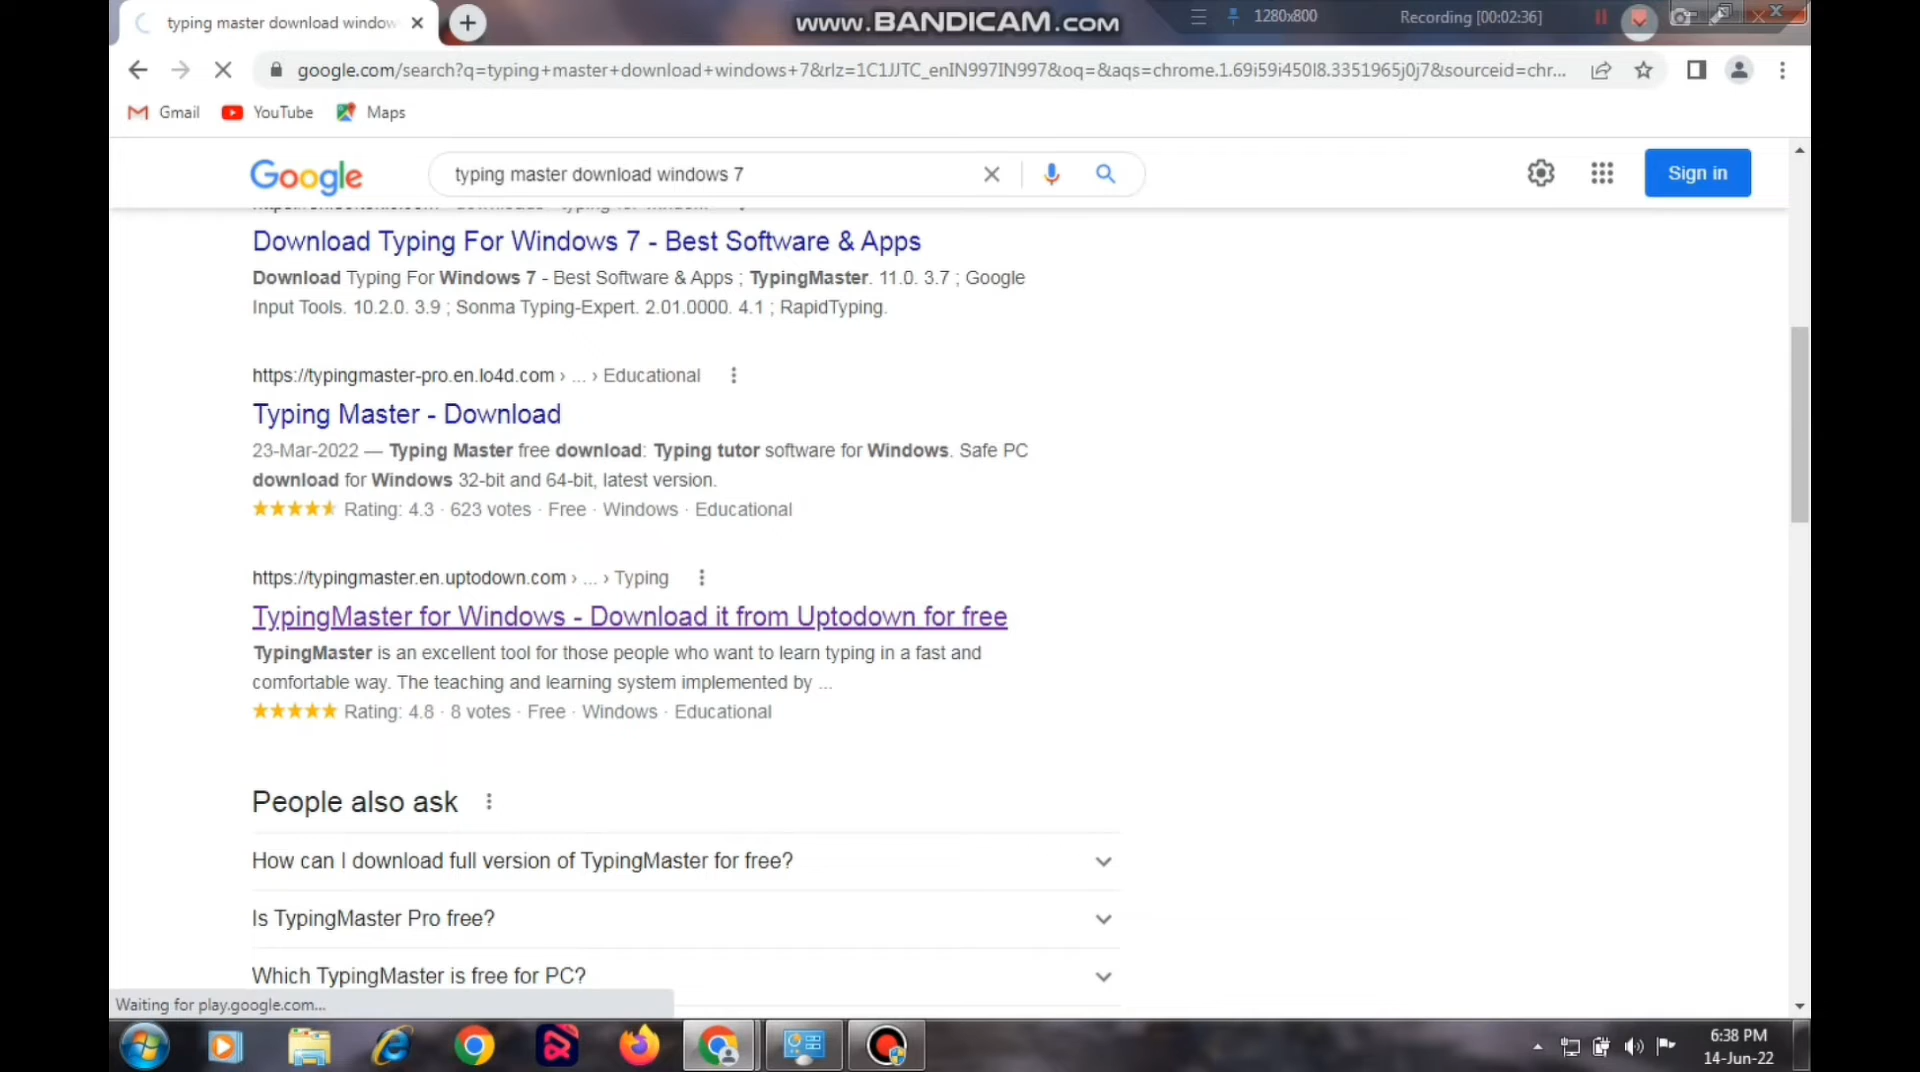 typing master download window
www.BANDICAM.com
1280x800
Recording [00:02:36]
google.com/search?q=typing+master+download+windows+7&rlz=1C1JJTC_enIN997IN997&oq=&aqs=chrome.1.69i59i450l8.3351965j0j7&sourceid=chr...
Gmail
YouTube
Maps
Google
typing master download windows 7
Sign in
Download Typing For Windows 7 - Best Software & Apps
Download Typing For Windows 7 - Best Software & Apps ; TypingMaster. 11.0. 3.7 ; Google
Input Tools. 10.2.0. 3.9 ; Sonma Typing-Expert. 2.01.0000. 4.1 ; RapidTyping.
https://typingmaster-pro.en.lo4d.com › ... › Educational
Typing Master - Download
23-Mar-2022 — Typing Master free download: Typing tutor software for Windows. Safe PC
download for Windows 32-bit and 64-bit, latest version.
Rating: 4.3 · 623 votes · Free · Windows · Educational
https://typingmaster.en.uptodown.com › ... › Typing
TypingMaster for Windows - Download it from Uptodown for free
TypingMaster is an excellent tool for those people who want to learn typing in a fast and
comfortable way. The teaching and learning system implemented by ...
Rating: 4.8 · 8 votes · Free · Windows · Educational
People also ask
How can I download full version of TypingMaster for free?
Is TypingMaster Pro free?
Which TypingMaster is free for PC?
Waiting for play.google.com...
6:38 PM
14-Jun-22